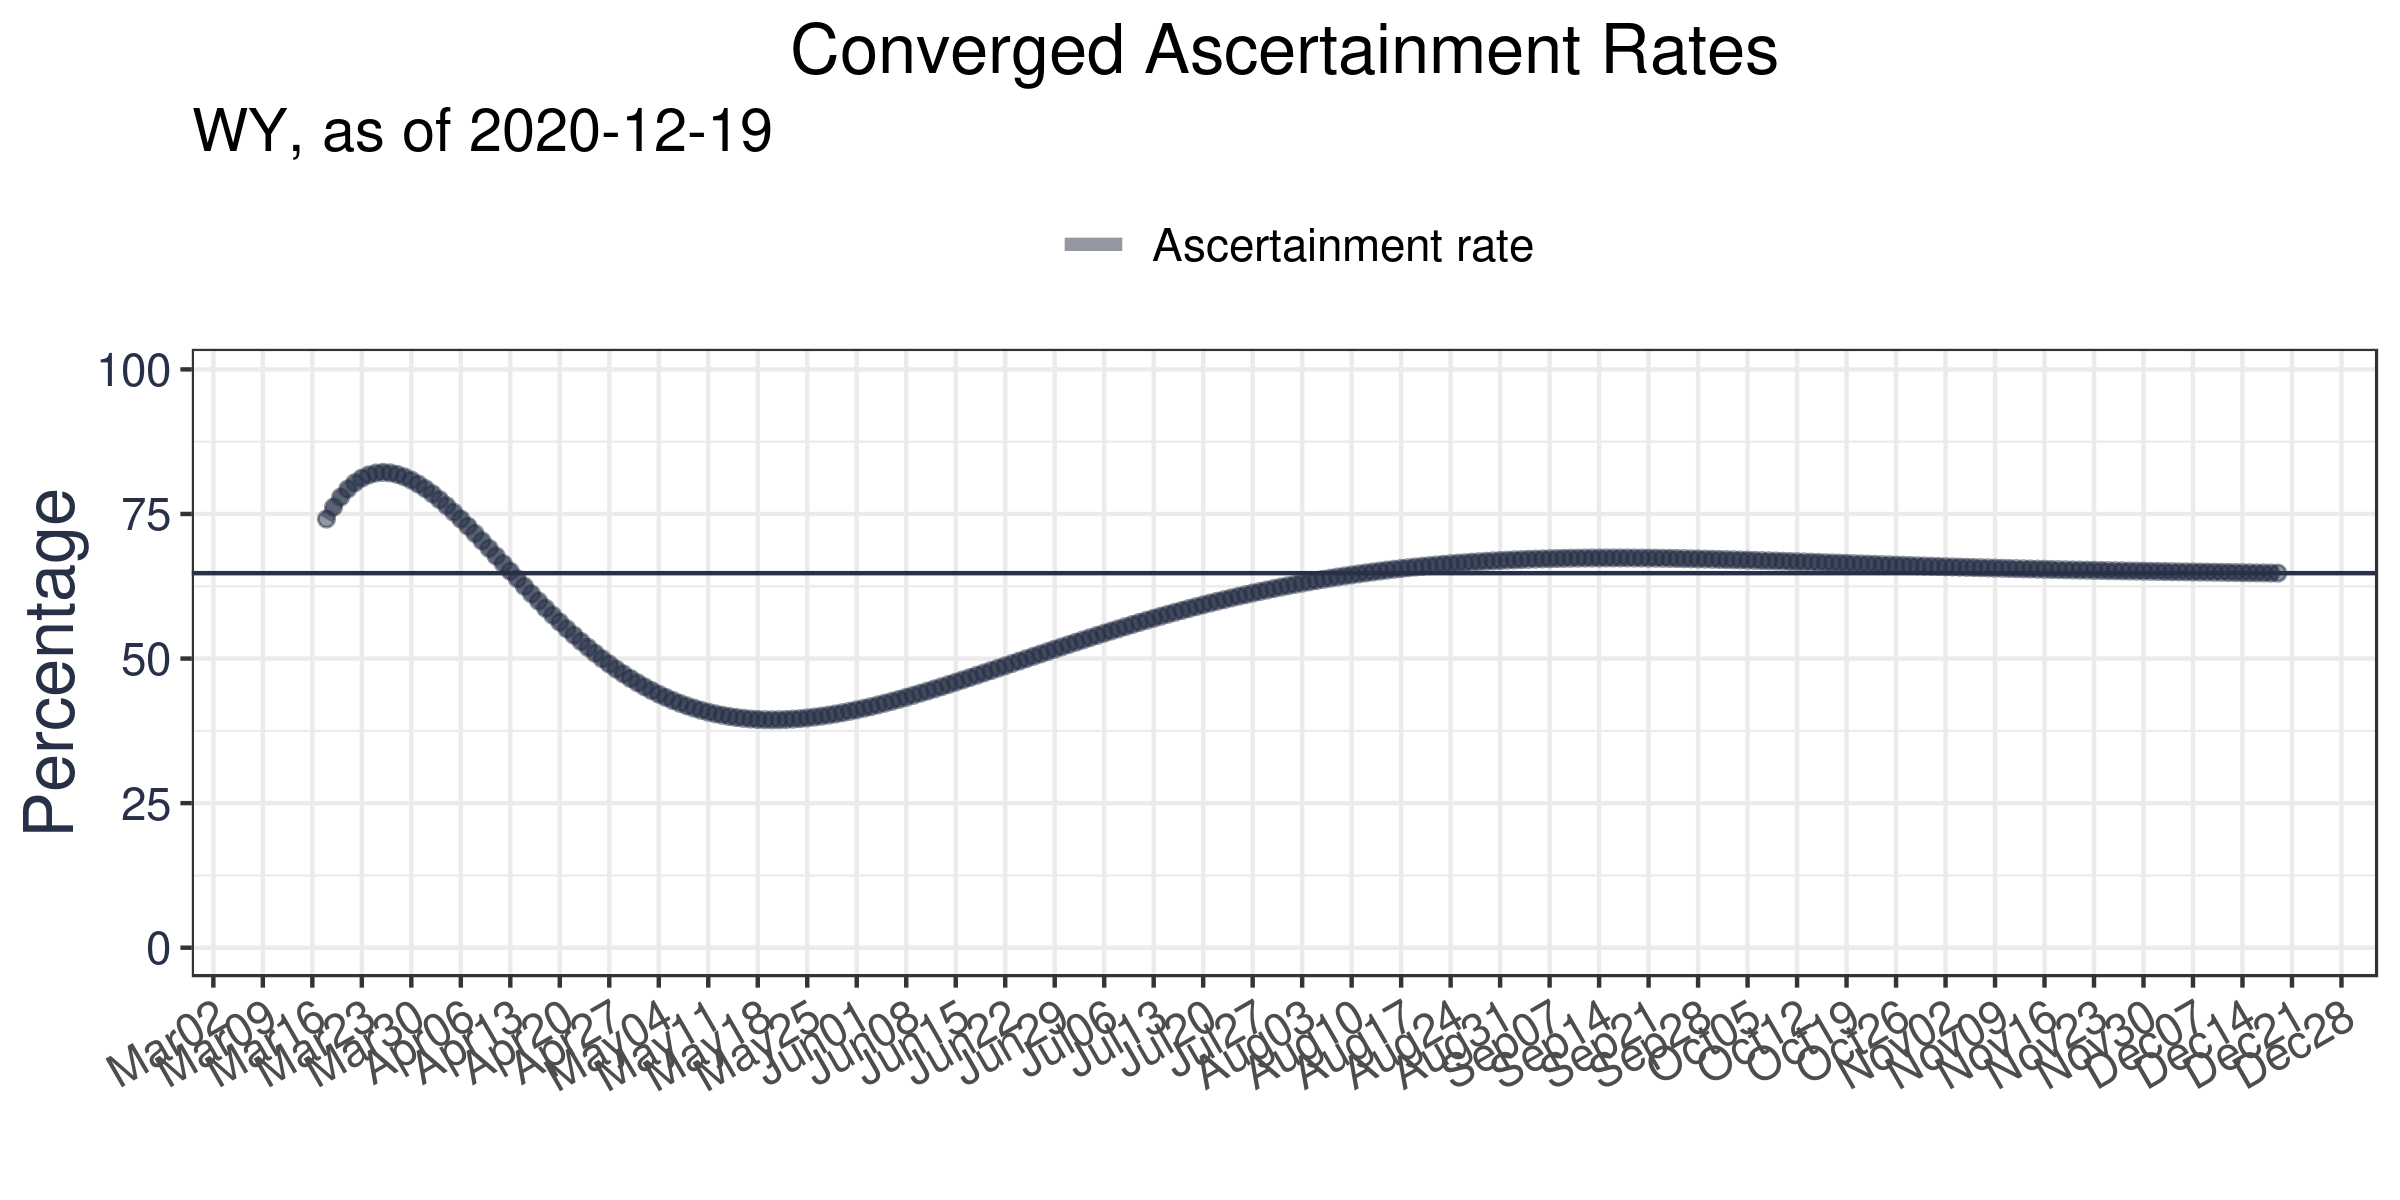 Converged Ascertainment Rates
WY, as of 2020-12-19
Ascertainment rate
Percentage
100
75
50
25
0
Mar02
Mar09
Mar16
Mar23
Mar30
Apr06
Apr13
Apr20
Apr27
May04
May11
May18
May25
Jun01
Jun08
Jun15
Jun22
Jun29
Jul06
Jul13
Jul20
Jul27
Aug03
Aug10
Aug17
Aug24
Aug31
Sep07
Sep14
Sep21
Sep28
Oct05
Oct12
Oct19
Oct26
Nov02
Nov09
Nov16
Nov23
Nov30
Dec07
Dec14
Dec21
Dec28